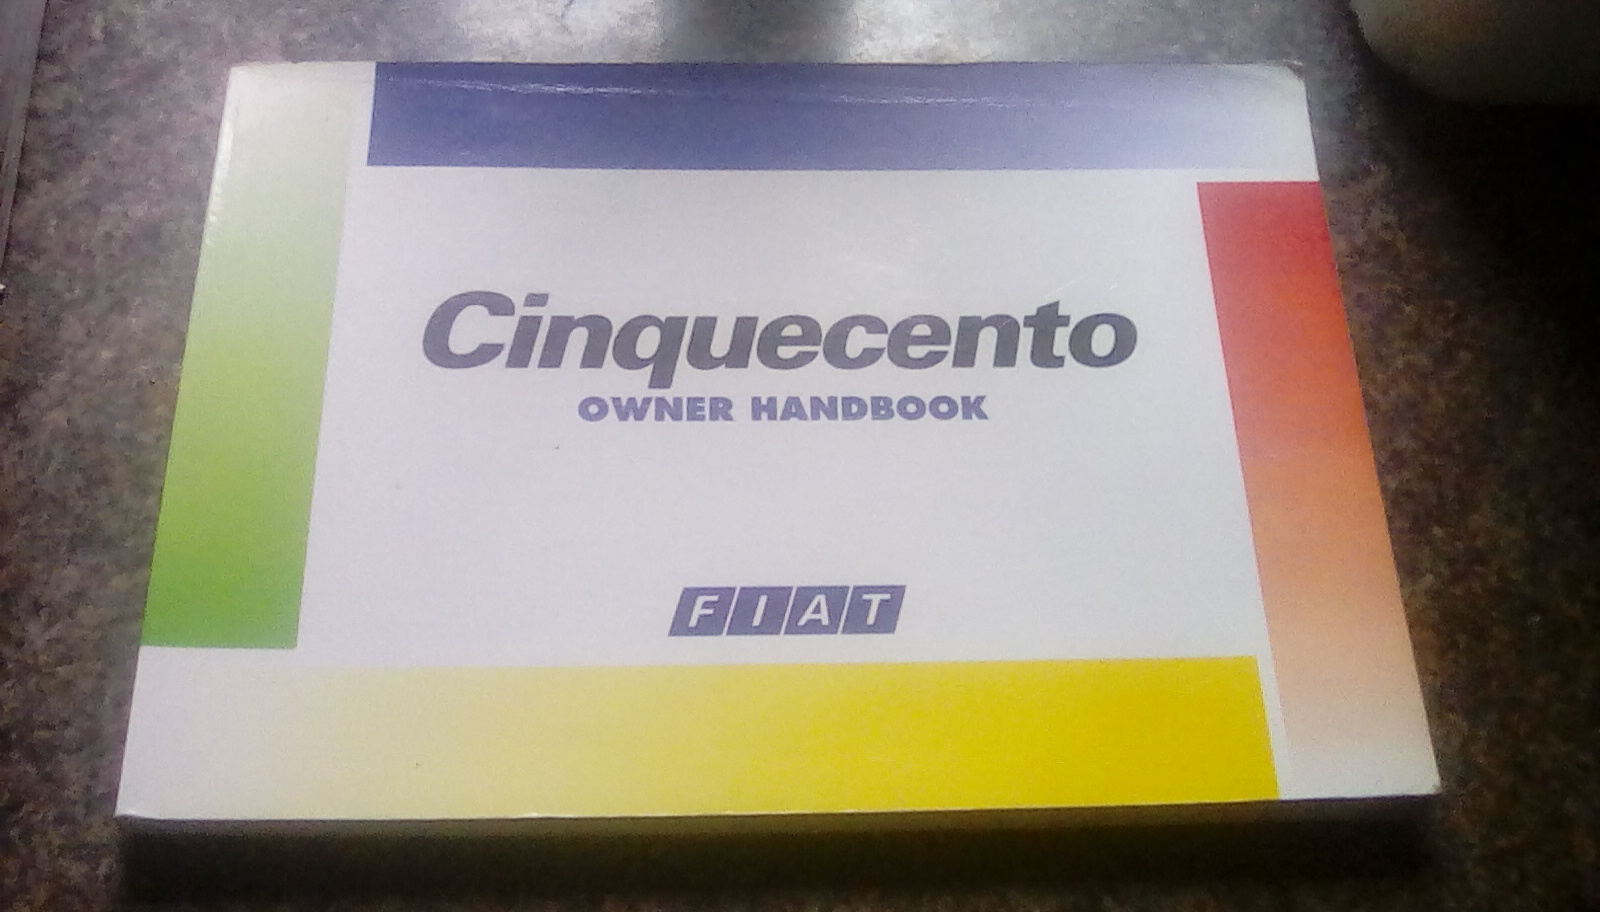 Cinquecento
OWNER HANDBOOK
FIAT